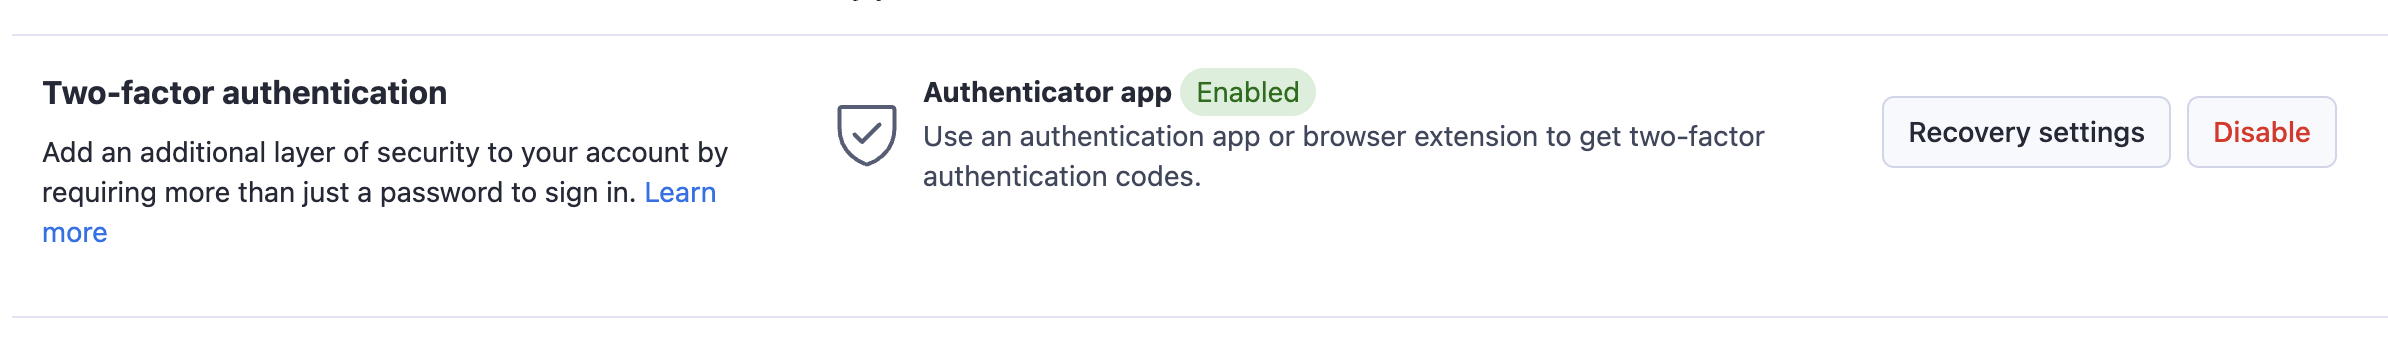 Two-factor authentication
Add an additional layer of security to your account by
requiring more than just a password to sign in. Learn
more
Authenticator app Enabled
Use an authentication app or browser extension to get two-factor
authentication codes.
Recovery settings
Disable